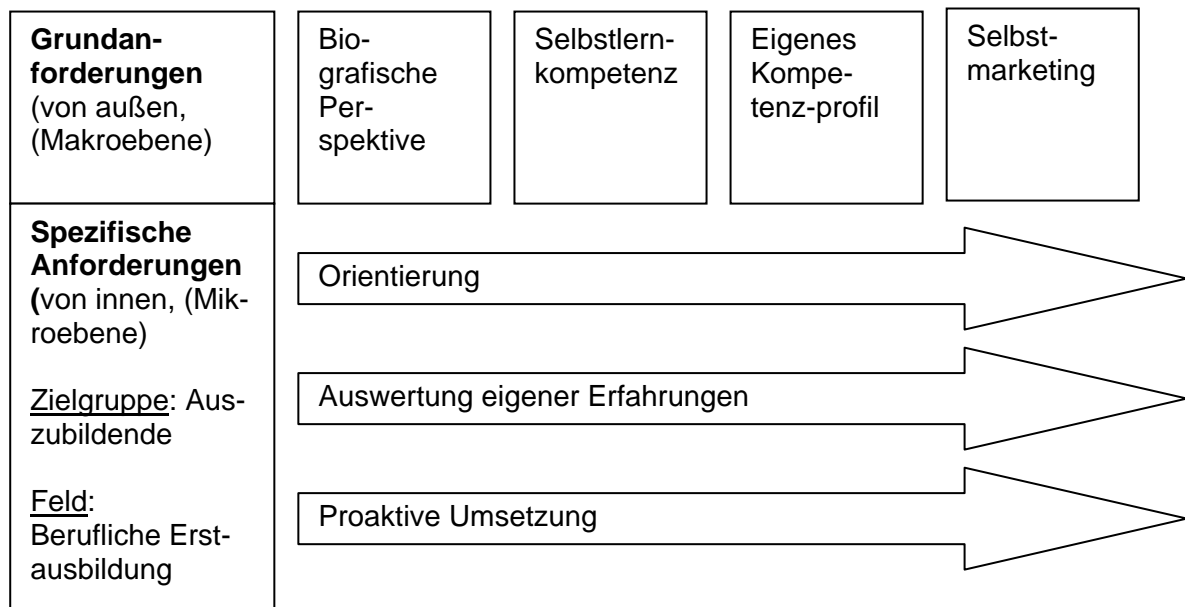 Grundan-
forderungen
(von außen,
(Makroebene)
Bio-
grafische
Per-
spektive
Selbstlern-
kompetenz
Eigenes
Kompe-
tenz-profil
Selbst-
marketing
Spezifische
Anforderungen
(von innen, (Mik-
roebene)
Zielgruppe: Aus-
zubildende
Feld:
Berufliche Erst-
ausbildung
Orientierung
Auswertung eigener Erfahrungen
Proaktive Umsetzung